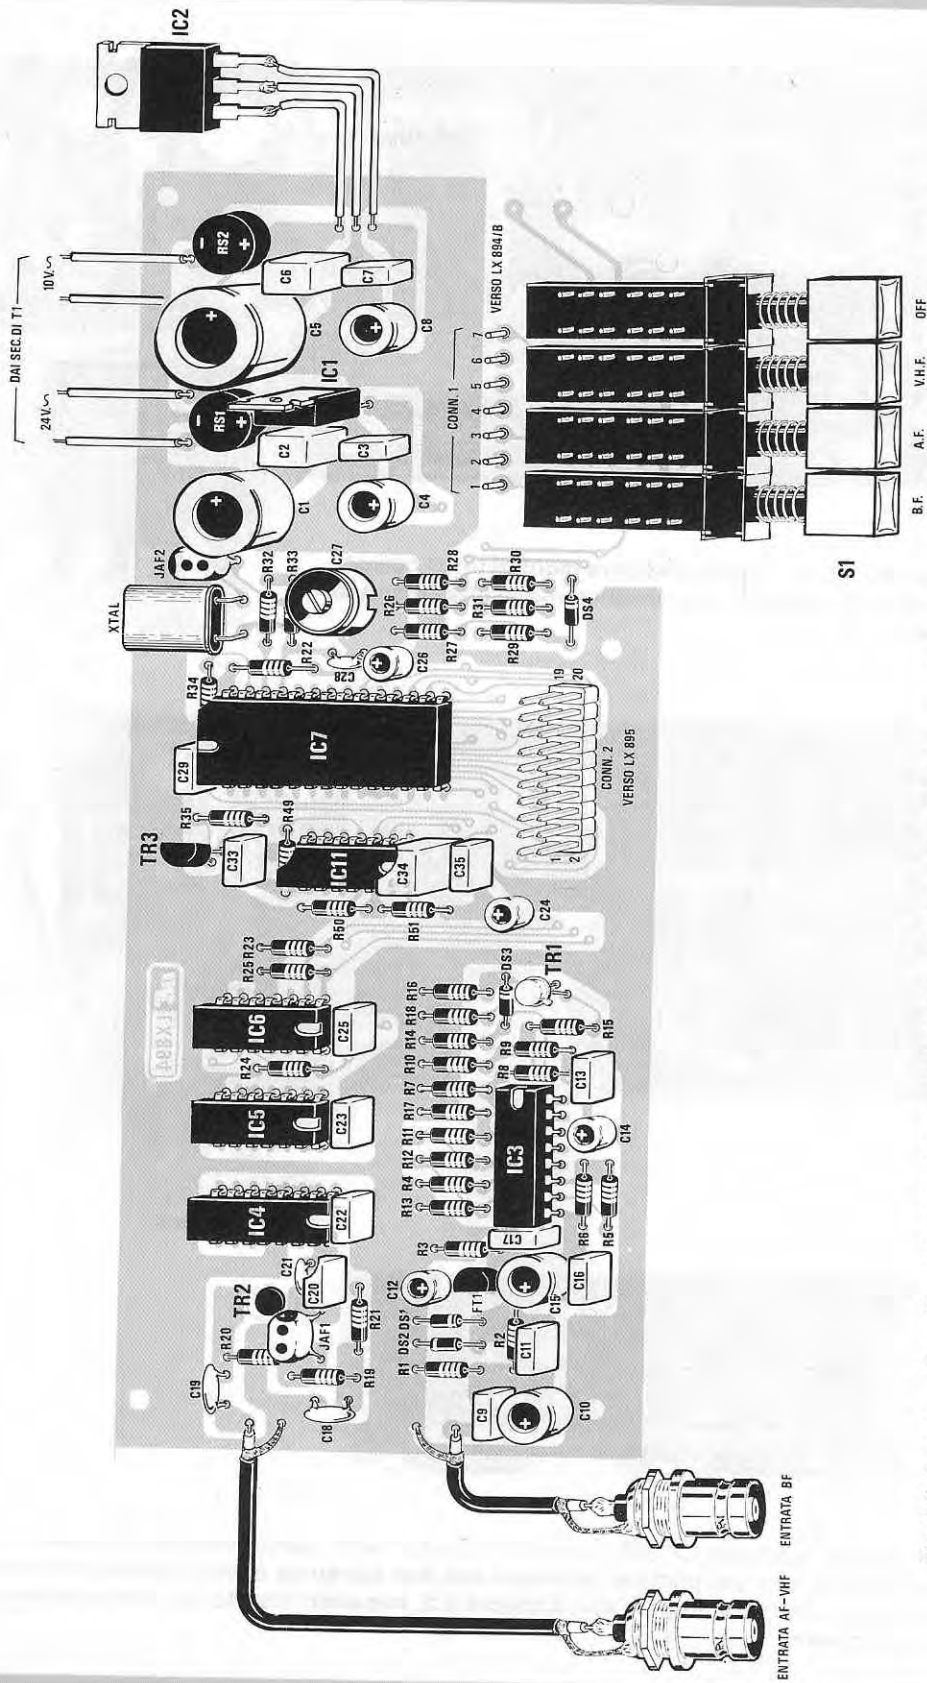 IC2
DAI SEC. DI T1
24V.∿
10V.∿
RS2
-
+
C6
C7
C5
+
C8
+
RS1
-
+
IC1
C2
C3
C1
+
C4
+
JAF2
XTAL
R32
R33
C27
R22
R34
C28
C26
+
R26
R28
R27
R31
R30
R29
DS4
CONN. 1
1
2
3
4
5
6
7
VERSO LX 894/B
S1
B.F.
A.F.
V.H.F.
OFF
IC7
C29
R35
TR3
C33
R49
IC11
C34
C35
R50
R51
C24
+
1
2
19
20
CONN. 2
VERSO LX 895
R23
R25
IC6
C25
R24
IC5
C23
IC4
C22
C21
C20
TR2
JAF1
R21
R20
R19
C19
C18
R16
R18
R14
R10
R7
R17
R11
R12
R4
R13
R3
DS3
TR1
R15
R9
R8
C13
IC3
C14
+
R6
R5
C17
C16
C15
+
C12
+
FT1
DS1
DS2
R1
R2
C11
C9
C10
+
ENTRATA BF
ENTRATA AF-VHF